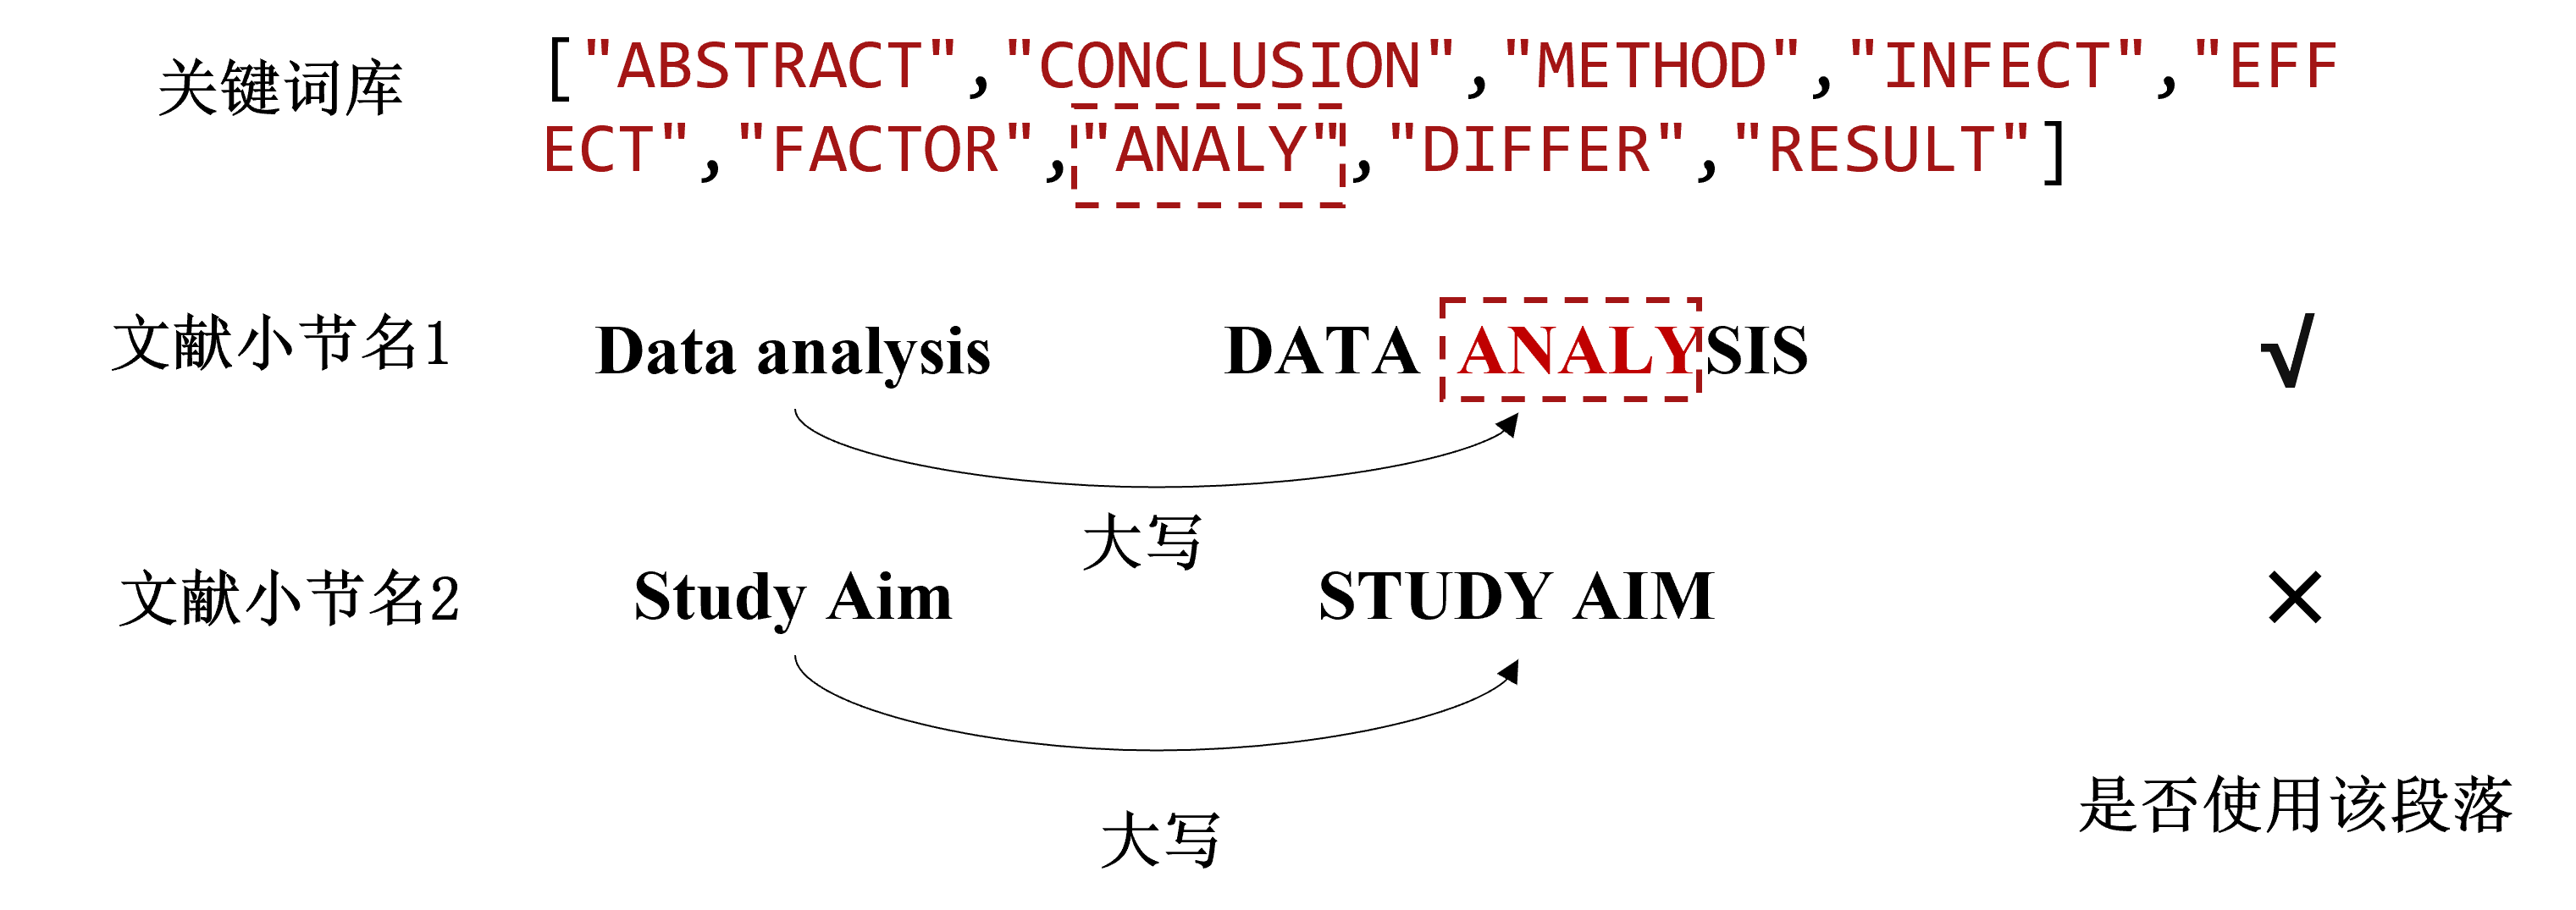 关键词库
["ABSTRACT","CONCLUSION","METHOD","INFECT","EFF
ECT","FACTOR","ANALY","DIFFER","RESULT"]
文献小节名1 Data analysis DATA ANALYSIS √
大写
文献小节名2 Study Aim STUDY AIM ×
大写
是否使用该段落